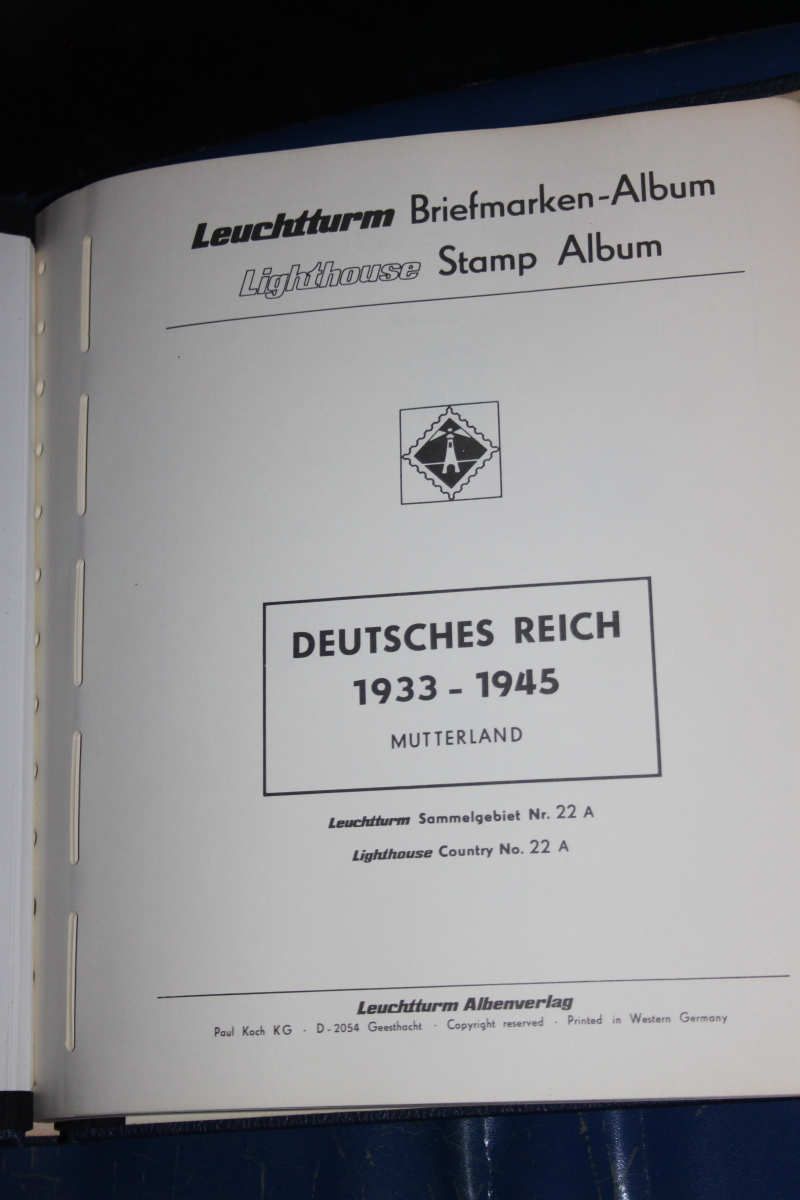 Leuchtturm Briefmarken-Album
Lighthouse Stamp Album
DEUTSCHES REICH
1933 - 1945
MUTTERLAND
Leuchtturm Sammelgebiet Nr. 22 A
Lighthouse Country No. 22 A
Leuchtturm Albenverlag
Paul Koch KG · D-2054 Geesthacht · Copyright reserved · Printed in Western Germany